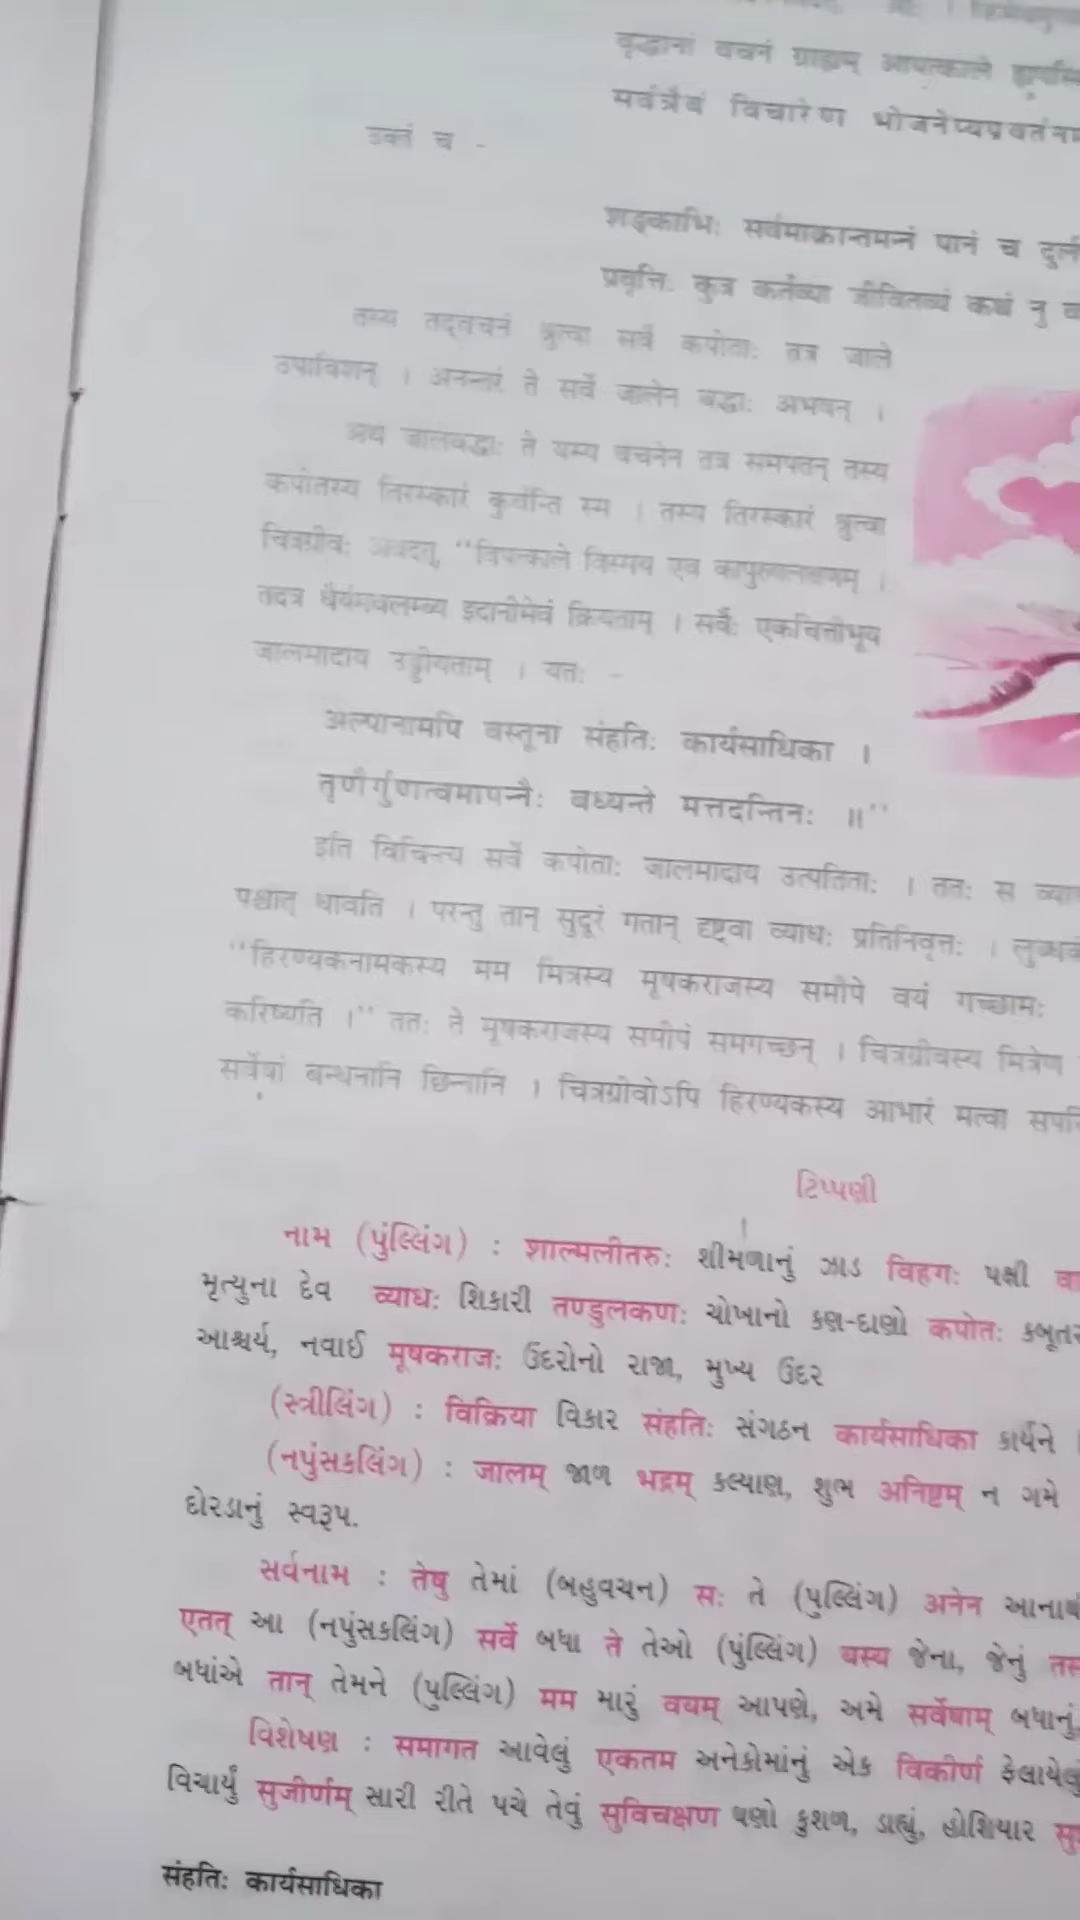 वृद्धानां वचनं ग्राह्यम् आपत्काले
सर्वत्रैवं विचारेण भोजनेप्यप्रवर्तनम्
उक्तं च -
शङ्काभिः सर्वमाक्रान्तमन्नं पानं च
प्रवृत्तिः कुत्र कर्तव्या जीवितव्यं कथं नु
तस्य तद्वचनं श्रुत्वा सर्वे कपोताः तत्र जाले
उपाविशन् । अनन्तरं ते सर्वे जालेन बद्धाः अभवन् ।
अथ जालबद्धाः ते यस्य वचनेन तत्र समपतन् तस्य
कपोतस्य तिरस्कारं कुर्वन्ति स्म । तस्य तिरस्कारं श्रुत्वा
चित्रग्रीवः अवदत्, “विपत्काले विस्मय एव कापुरुषलक्षणम् ।
तदत्र धैर्यमवलम्ब्य इदानीमेवं क्रियताम् । सर्वैः एकचित्तीभूय
जालमादाय उड्डीयताम् । यतः -
अल्पानामपि वस्तूनां संहतिः कार्यसाधिका ।
तृणैर्गुणत्वमापन्नैः बध्यन्ते मत्तदन्तिनः ॥”
इति विचिन्त्य सर्वे कपोताः जालमादाय उत्पतिताः । ततः स
पश्चात् धावति । परन्तु तान् सुदूरं गतान् दृष्ट्वा व्याधः प्रतिनिवृत्तः ।
“हिरण्यकनामकस्य मम मित्रस्य मूषकराजस्य समीपे वयं गच्छामः
करिष्यति ।” ततः ते मूषकराजस्य समीपं समगच्छन् । चित्रग्रीवस्य मित्रेण
सर्वेषां बन्धनानि छिन्नानि । चित्रग्रीवोऽपि हिरण्यकस्य आभारं मत्वा
ટિપ્પણી
નામ (પુંલ્લિંગ) : शाल्मलीतरुः શીમળાનું ઝાડ विहगः પક્ષી
મૃત્યુના દેવ व्याधः શિકારી तण्डुलकणः ચોખાનો કણ-દાણો कपोतः કબૂતર
આશ્ચર્ય, નવાઈ मूषकराजः ઉંદરોનો રાજા, મુખ્ય ઉંદર
(સ્ત્રીલિંગ) : विक्रिया વિકાર संहतिः સંગઠન कार्यसाधिका કાર્યને
(નપુંસકલિંગ) : जालम् જાળ भद्रम् કલ્યાણ, શુભ अनिष्टम् ન ગમે
દોરડાનું સ્વરૂપ.
સર્વનામ : तेषु તેમાં (બહુવચન) सः તે (પુલ્લિંગ) अनेन
एतत् આ (નપુંસકલિંગ) सर्वे બધા ते તેઓ (પુંલ્લિંગ) यस्य જેના, જેનું
બધાંએ तान् તેમને (પુલ્લિંગ) मम મારું वयम् આપણે, અમે सर्वेषाम् બધાનું,
વિશેષણ : समागत આવેલું एकतम અનેકોમાંનું એક विकीर्ण ફેલાયેલું
વિચાર્યું सुजीर्णम् સારી રીતે પચે તેવું सुविचक्षण ઘણો કુશળ, ડાહ્યું, હોશિયાર
संहतिः कार्यसाधिका